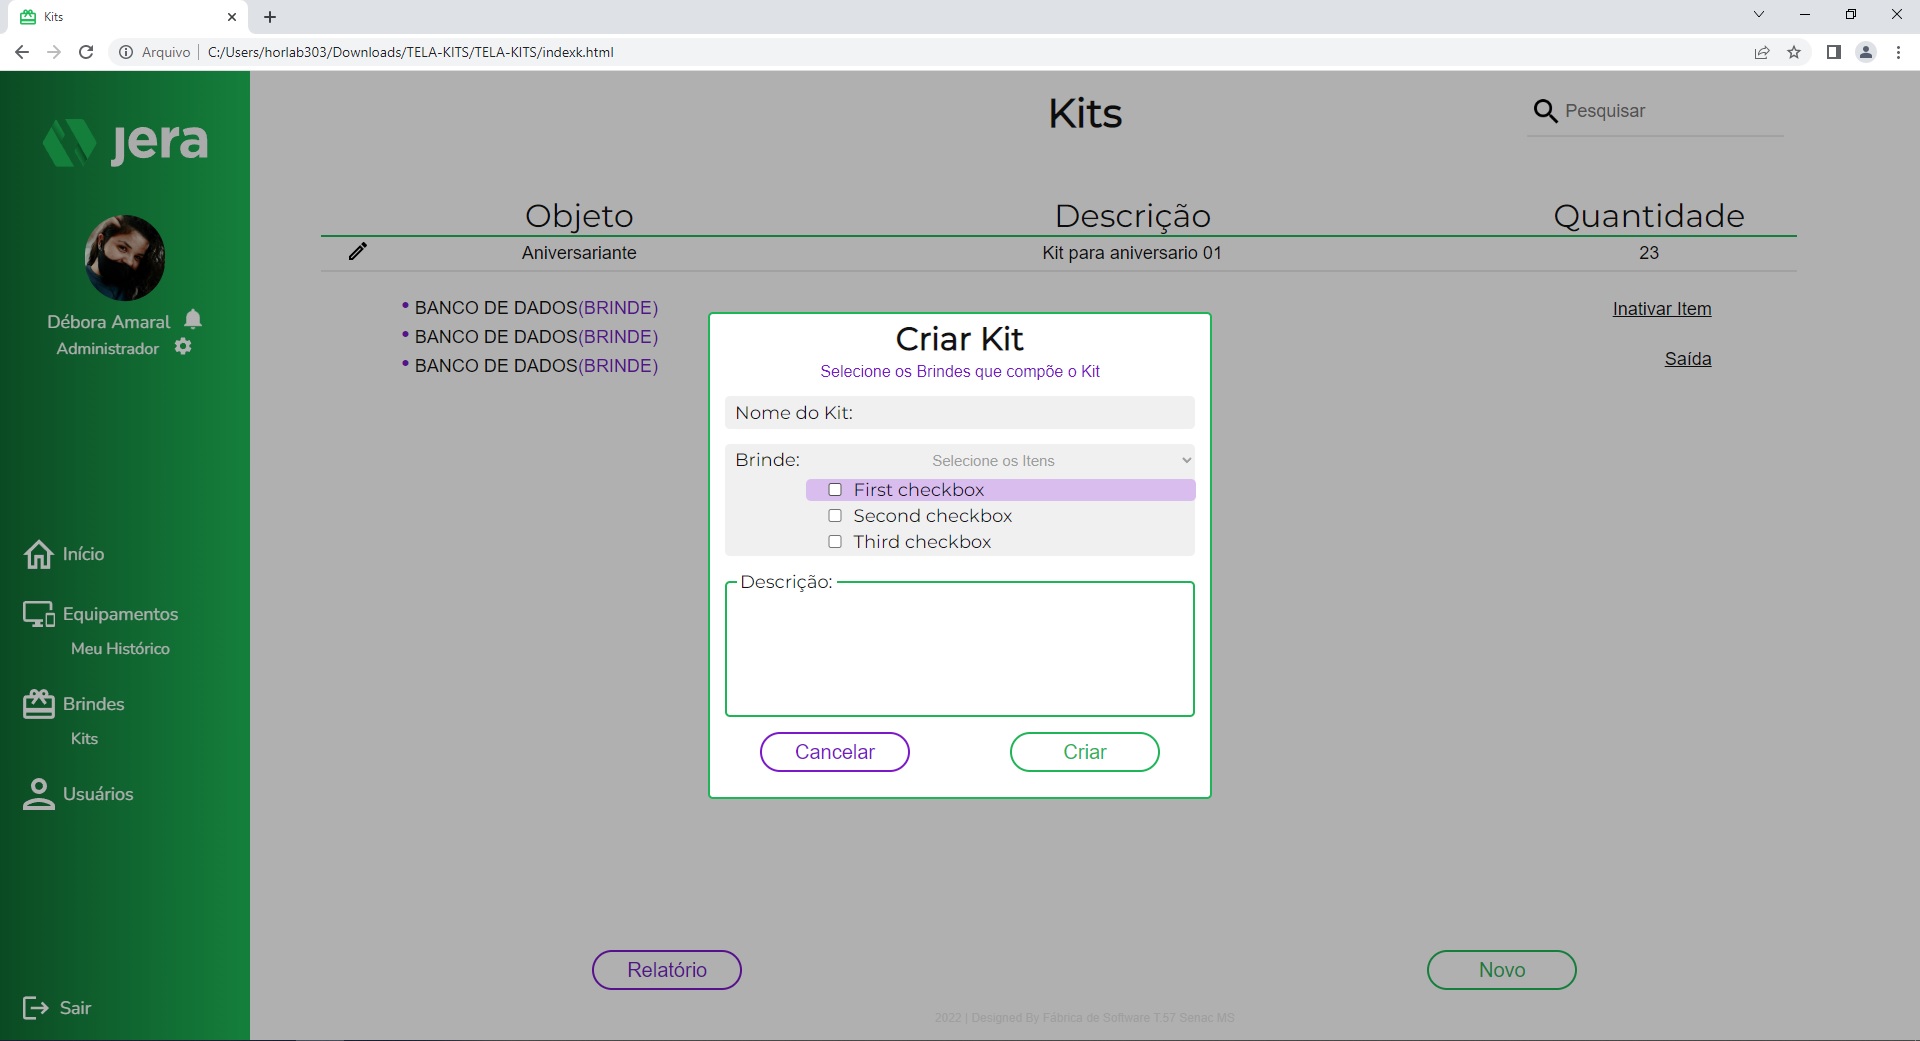 Kits
Arquivo
C:/Users/horlab303/Downloads/TELA-KITS/TELA-KITS/indexk.html
jera
Débora Amaral
Administrador
Início
Equipamentos
Meu Histórico
Brindes
Kits
Usuários
Sair
Kits
Pesquisar
Objeto Descrição Quantidade
Aniversariante Kit para aniversario 01 23
• BANCO DE DADOS(BRINDE)
• BANCO DE DADOS(BRINDE)
• BANCO DE DADOS(BRINDE)
Inativar Item
Saída
Criar Kit
Selecione os Brindes que compõe o Kit
Nome do Kit:
Brinde: Selecione os Itens
First checkbox
Second checkbox
Third checkbox
Descrição:
Cancelar Criar
Relatório Novo
2022 | Designed By Fábrica de Software T.57 Senac MS